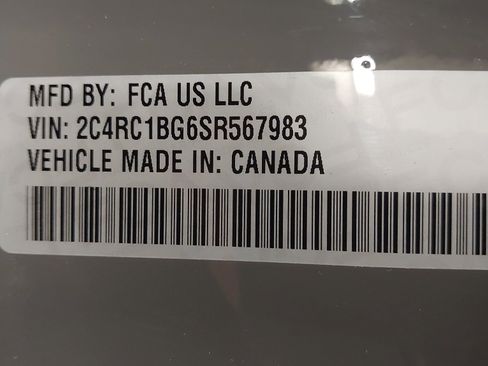 MFD BY: FCA US LLC
VIN: 2C4RC1BG6SR567983
VEHICLE MADE IN: CANADA